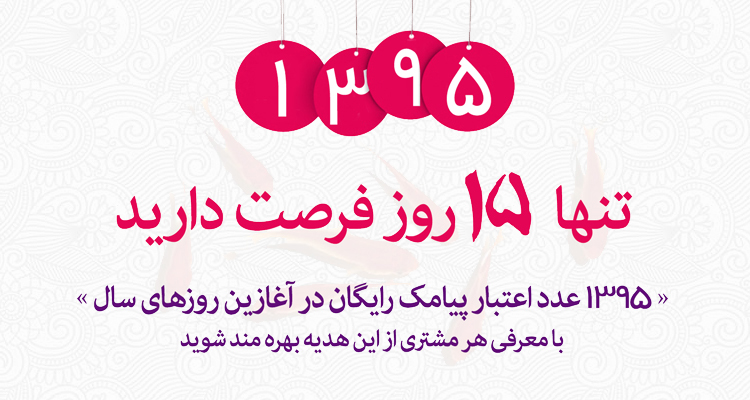 ۱۳۹۵
تنها ۱۵ روز فرصت دارید
« ۱۳۹۵ عدد اعتبار پیامک رایگان در آغازین روزهای سال »
با معرفی هر مشتری از این هدیه بهره مند شوید